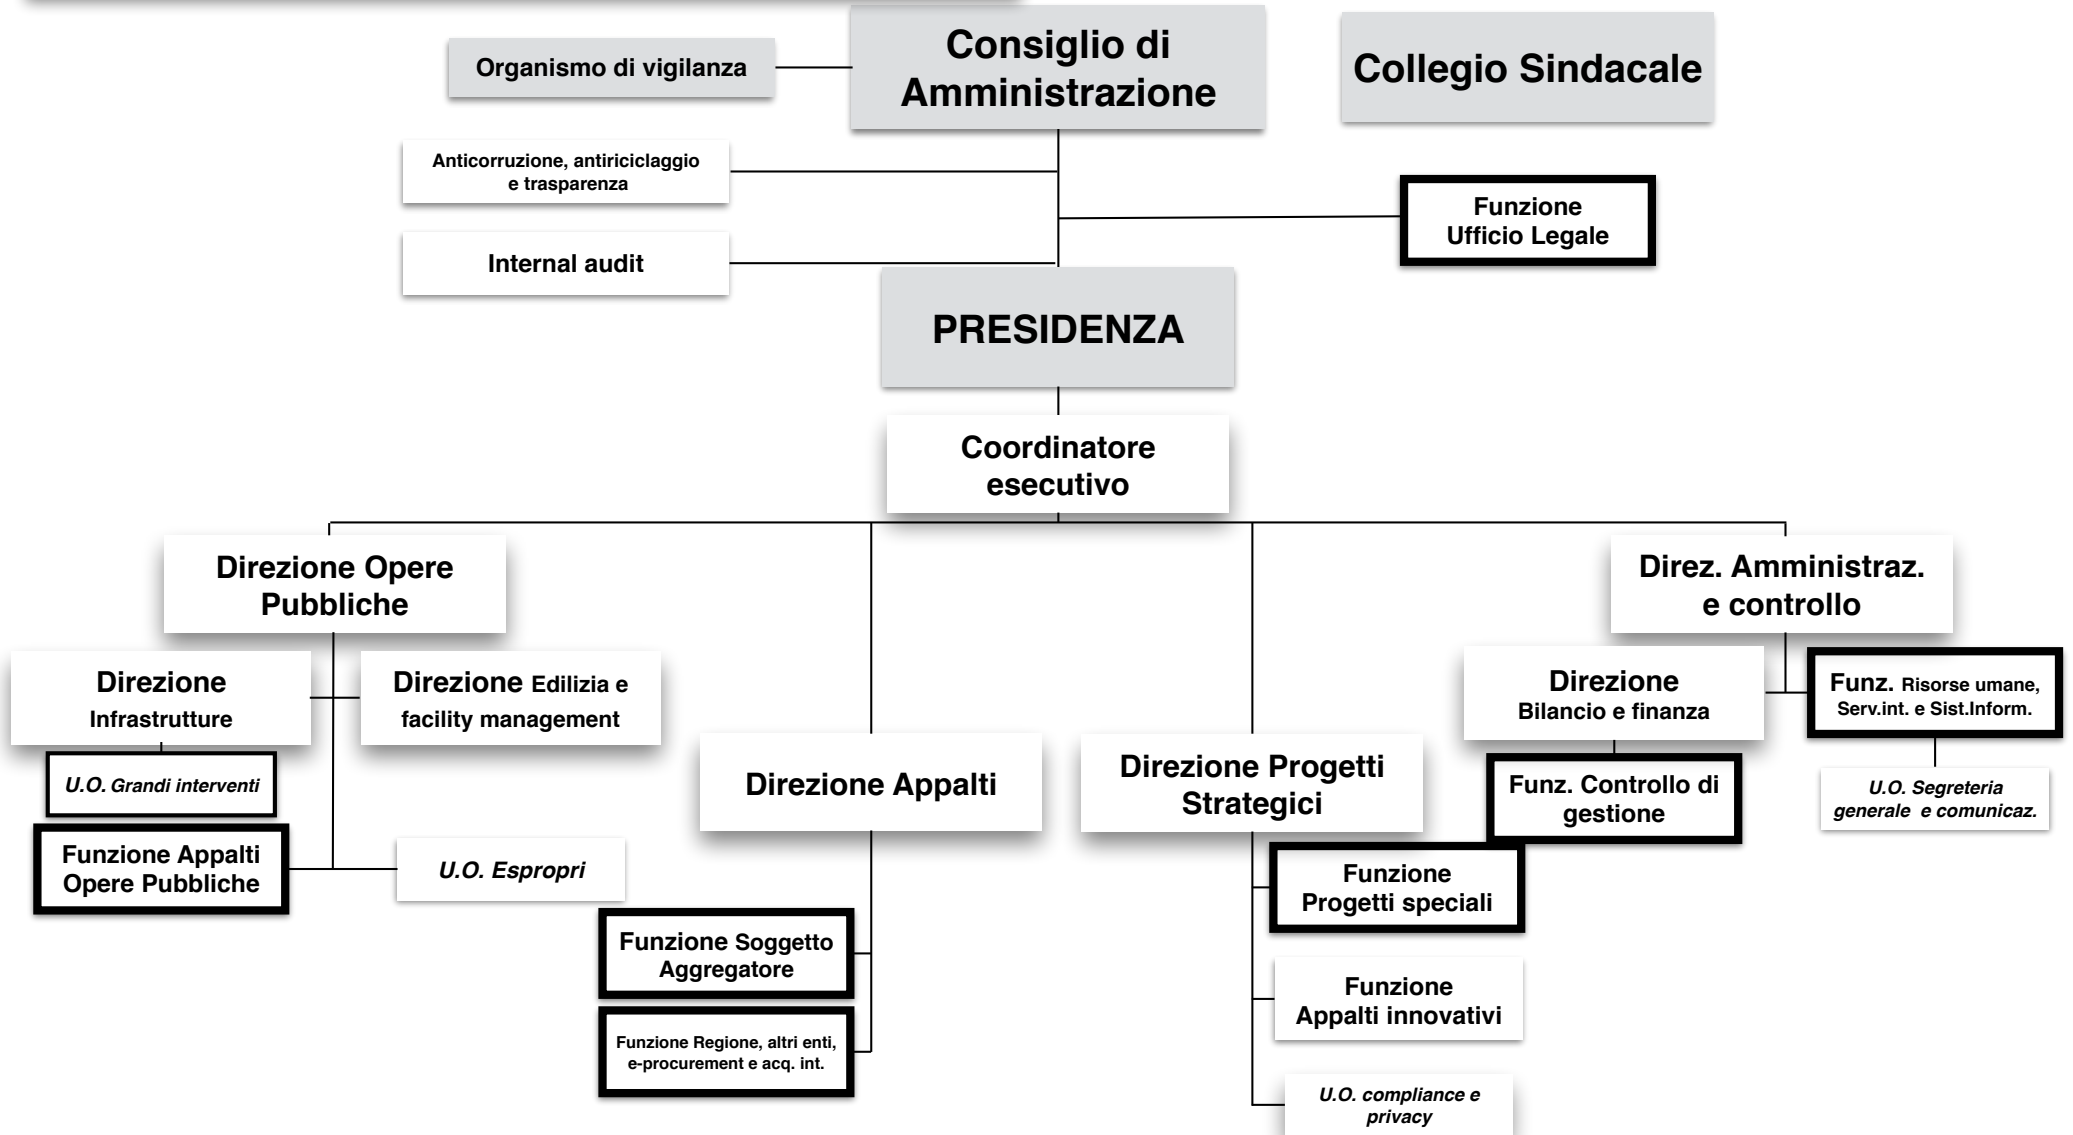 Consiglio di
Amministrazione
Organismo di vigilanza
Collegio Sindacale
Anticorruzione, antiriciclaggio
e trasparenza
Funzione
Ufficio Legale
Internal audit
PRESIDENZA
Coordinatore
esecutivo
Direzione Opere
Pubbliche
Direz. Amministraz.
e controllo
Direzione
Infrastrutture
Direzione Edilizia e
facility management
Direzione
Bilancio e finanza
Funz. Risorse umane,
Serv.int. e Sist.Inform.
U.O. Grandi interventi
Direzione Appalti
Direzione Progetti
Strategici
Funz. Controllo di
gestione
U.O. Segreteria
generale e comunicaz.
Funzione Appalti
Opere Pubbliche
U.O. Espropri
Funzione
Progetti speciali
Funzione Soggetto
Aggregatore
Funzione
Appalti innovativi
Funzione Regione, altri enti,
e-procurement e acq. int.
U.O. compliance e
privacy